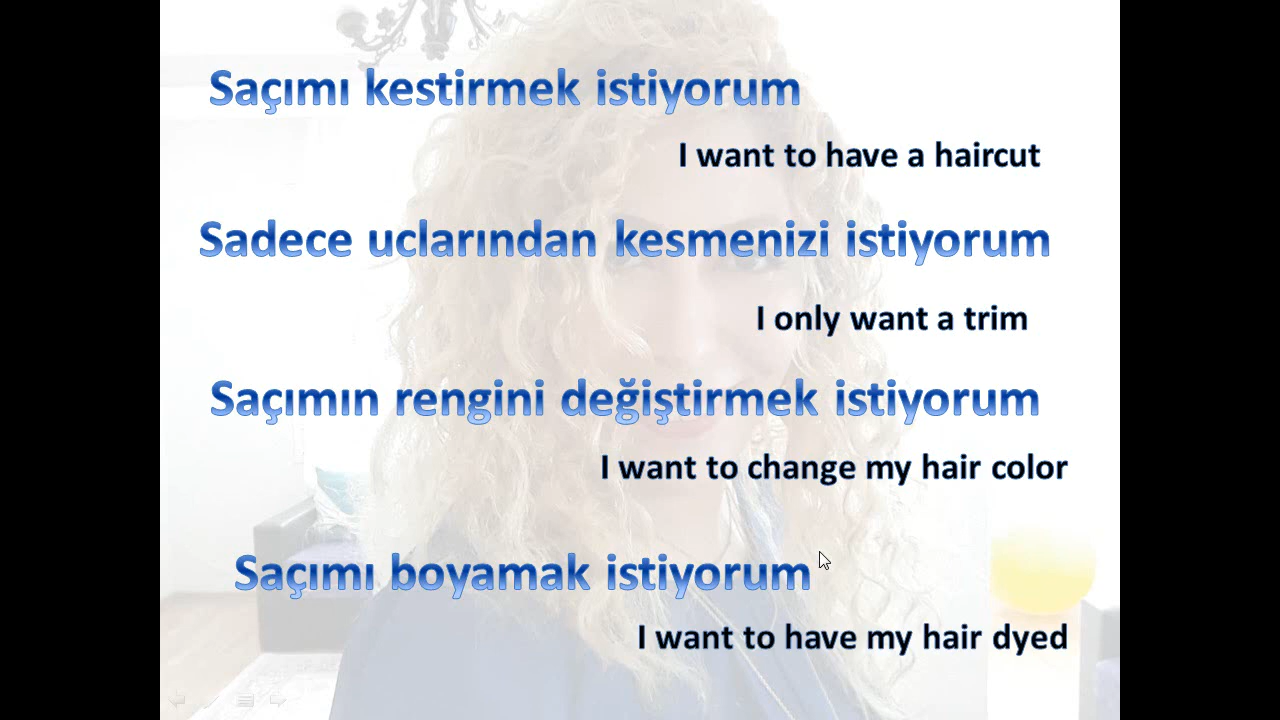 Saçımı kestirmek istiyorum
I want to have a haircut
Sadece uclarından kesmenizi istiyorum
I only want a trim
Saçımın rengini değiştirmek istiyorum
I want to change my hair color
Saçımı boyamak istiyorum
I want to have my hair dyed